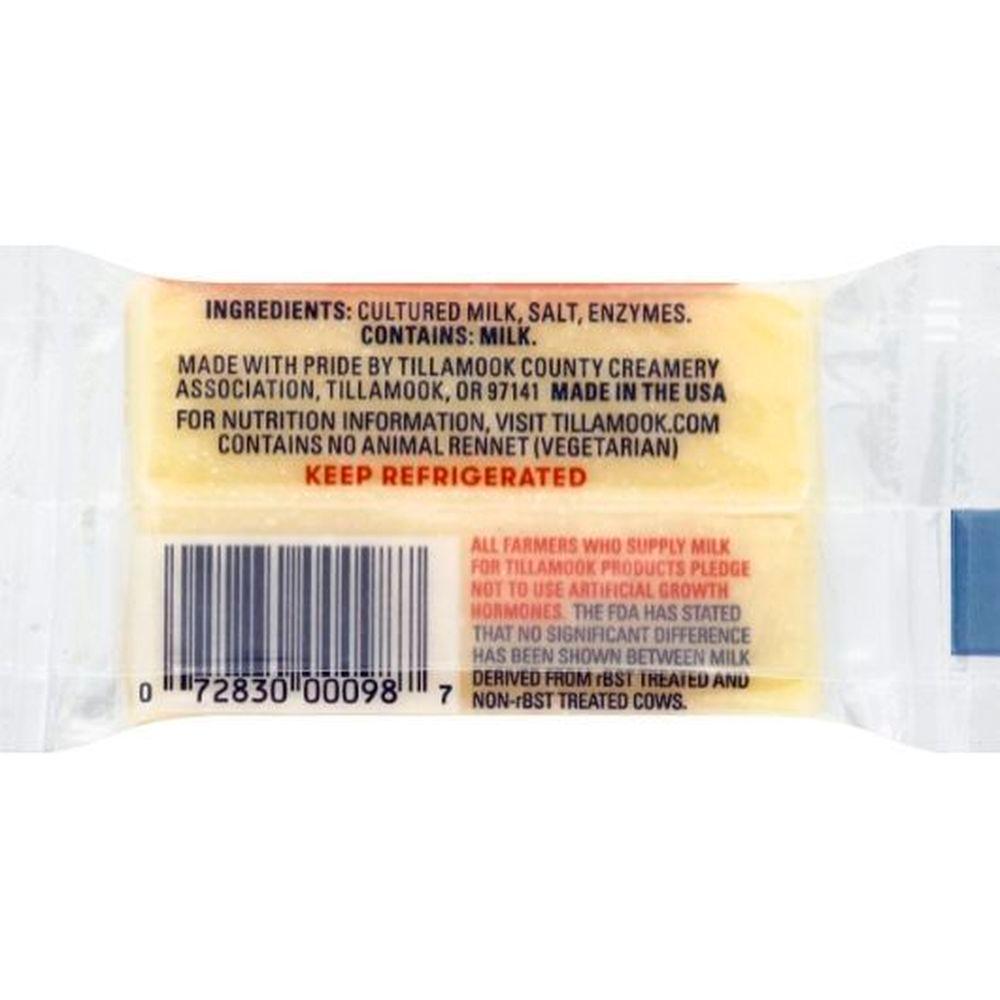 INGREDIENTS: CULTURED MILK, SALT, ENZYMES.
CONTAINS: MILK.
MADE WITH PRIDE BY TILLAMOOK COUNTY CREAMERY
ASSOCIATION, TILLAMOOK, OR 97141 MADE IN THE USA
FOR NUTRITION INFORMATION, VISIT TILLAMOOK.COM
CONTAINS NO ANIMAL RENNET (VEGETARIAN)
KEEP REFRIGERATED
ALL FARMERS WHO SUPPLY MILK
FOR TILLAMOOK PRODUCTS PLEDGE
NOT TO USE ARTIFICIAL GROWTH
HORMONES. THE FDA HAS STATED
THAT NO SIGNIFICANT DIFFERENCE
HAS BEEN SHOWN BETWEEN MILK
DERIVED FROM rBST TREATED AND
NON-rBST TREATED COWS.
0 72830 00098 7